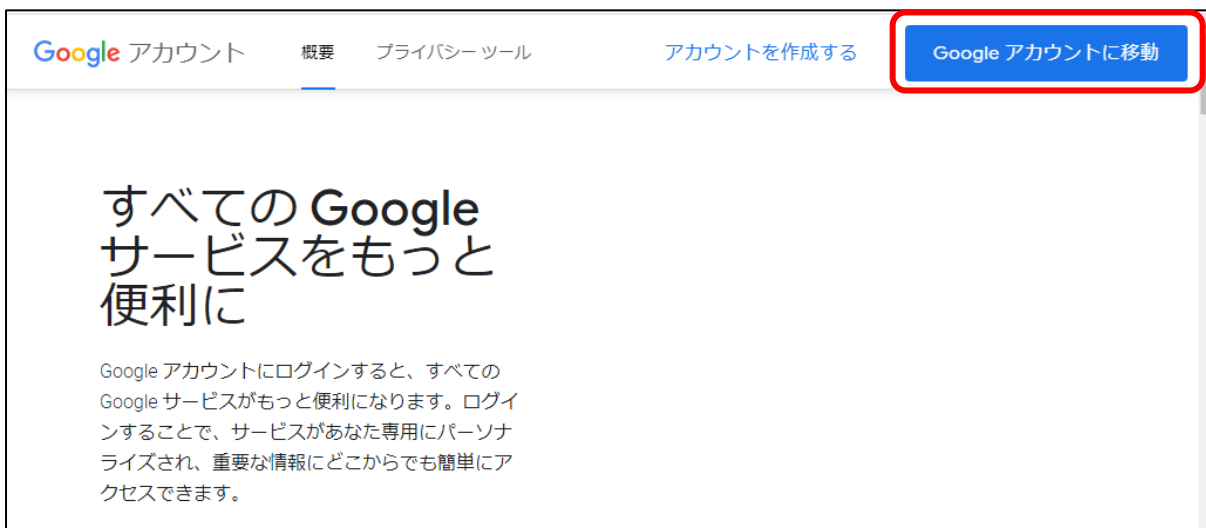 Google アカウント 概要 プライバシー ツール アカウントを作成する Google アカウントに移動
すべての Google
サービスをもっと
便利に
Google アカウントにログインすると、すべての
Google サービスがもっと便利になります。ログイ
ンすることで、サービスがあなた専用にパーソナ
ライズされ、重要な情報にどこからでも簡単にア
クセスできます。